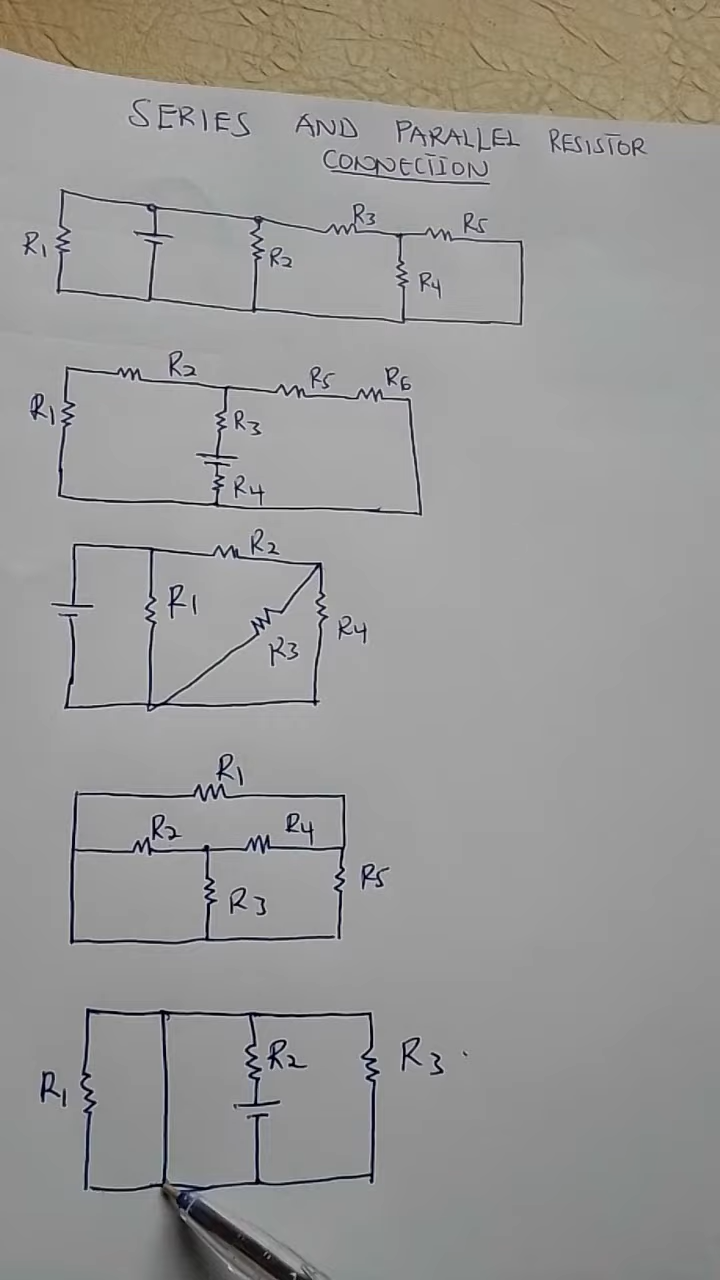 SERIES AND PARALLEL RESISTOR
CONNECTION
R1 R2 R3 R4 R5
R1 R2 R3 R4 R5 R6
R1 R2 R3 R4
R1
R2 R4
R3 R5
R1 R2 R3